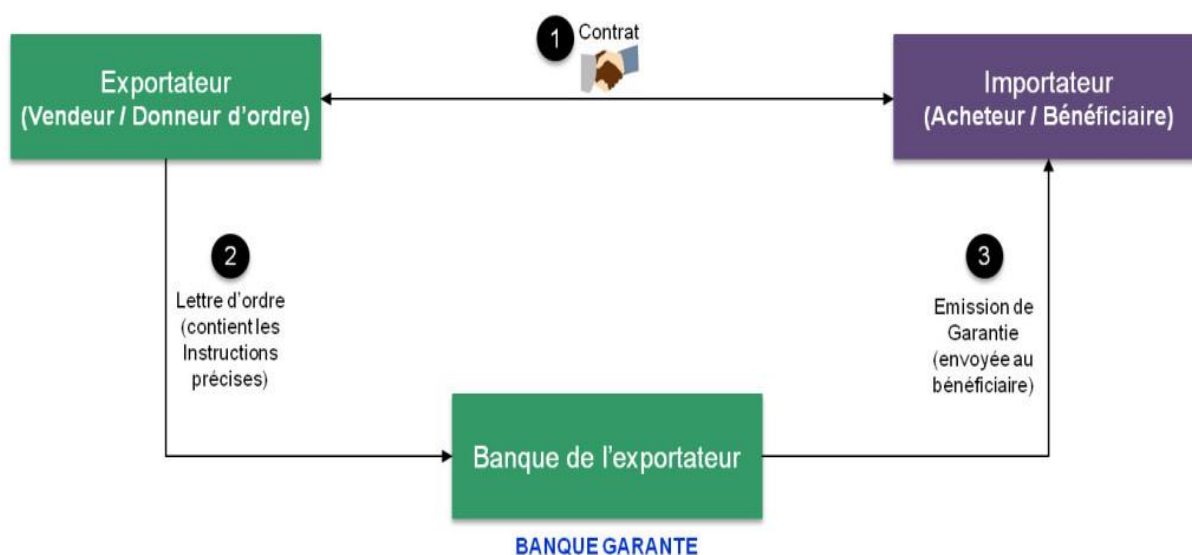 1
Contrat
Exportateur
(Vendeur / Donneur d’ordre)
Importateur
(Acheteur / Bénéficiaire)
2
Lettre d’ordre
(contient les
Instructions
précises)
3
Emission de
Garantie
(envoyée au
bénéficiaire)
Banque de l’exportateur
BANQUE GARANTE